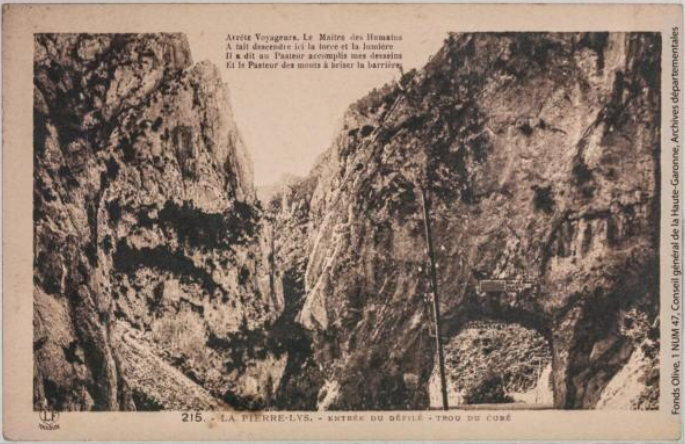 Arrête Voyageurs, Le Maitre des Humains
A fait descendre ici la force et la lumière
Il a dit au Pasteur accomplis mes desseins
Et le Pasteur des monts à briser la barrière
215. - LA PIERRE-LYS. - ENTRÉE DU DÉFILÉ - TROU DU CURÉ
Fonds Olive, 1 NUM 47, Conseil général de la Haute-Garonne, Archives départementales